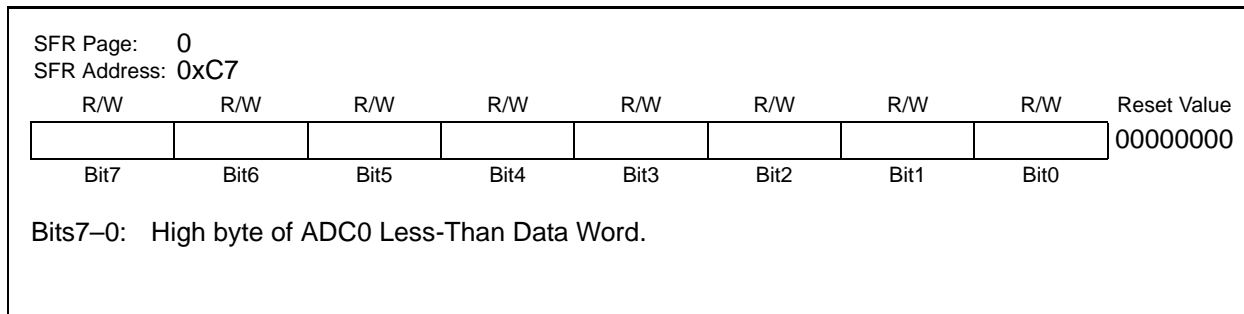 SFR Page: 0
SFR Address: 0xC7
R/W R/W R/W R/W R/W R/W R/W R/W Reset Value
00000000
Bit7 Bit6 Bit5 Bit4 Bit3 Bit2 Bit1 Bit0
Bits7–0: High byte of ADC0 Less-Than Data Word.